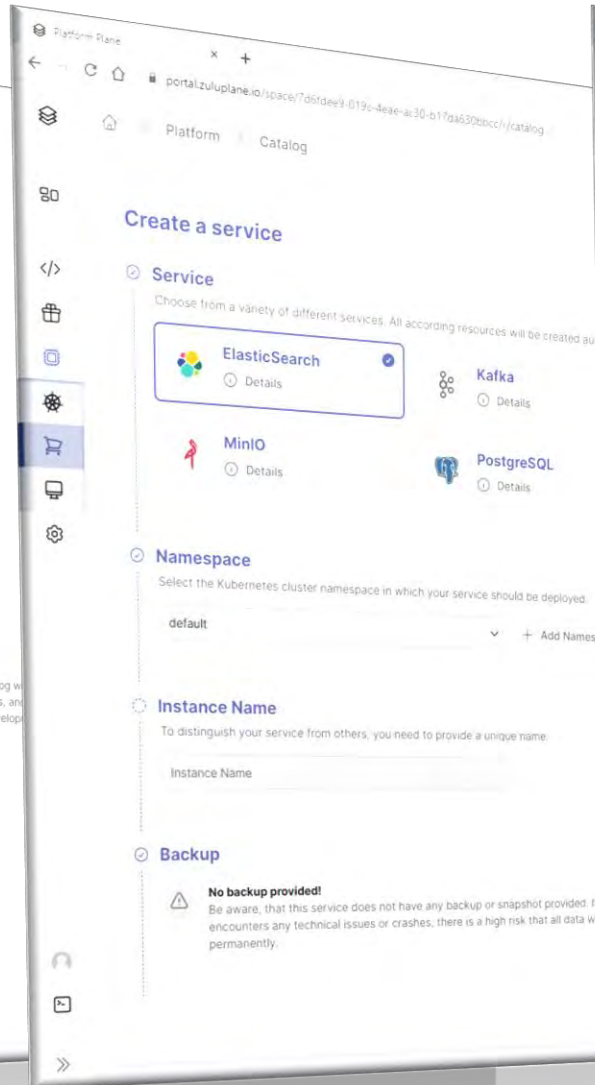 Platform Plane
portal.zuluplane.io/space/7d6fdee9-019c-4eae-ac30-b17da630bbcc/i/catalog
Platform Catalog
Create a service
Service
Choose from a variety of different services. All according resources will be created au
ElasticSearch
Details
Kafka
Details
MinIO
Details
PostgreSQL
Details
Namespace
Select the Kubernetes cluster namespace in which your service should be deployed.
default
+ Add Names
Instance Name
To distinguish your service from others, you need to provide a unique name.
Instance Name
Backup
No backup provided!
Be aware, that this service does not have any backup or snapshot provided. I
encounters any technical issues or crashes, there is a high risk that all data w
permanently.